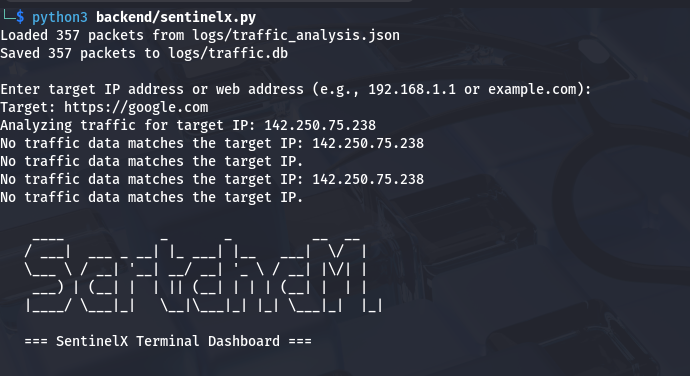 └─$ python3 backend/sentinelx.py
Loaded 357 packets from logs/traffic_analysis.json
Saved 357 packets to logs/traffic.db
Enter target IP address or web address (e.g., 192.168.1.1 or example.com):
Target: https://google.com
Analyzing traffic for target IP: 142.250.75.238
No traffic data matches the target IP: 142.250.75.238
No traffic data matches the target IP.
No traffic data matches the target IP: 142.250.75.238
No traffic data matches the target IP.
=== SentinelX Terminal Dashboard ===